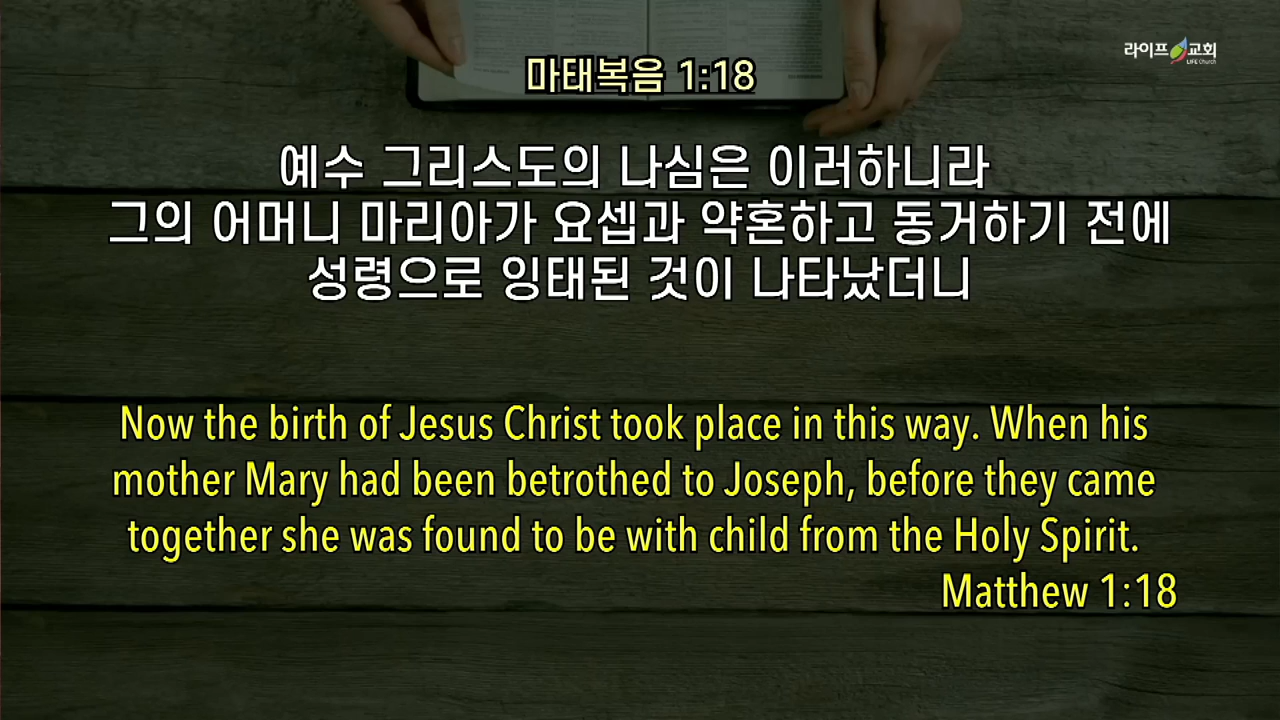 라이프교회
LIFE Church
마태복음 1:18
예수 그리스도의 나심은 이러하니라
그의 어머니 마리아가 요셉과 약혼하고 동거하기 전에
성령으로 잉태된 것이 나타났더니
Now the birth of Jesus Christ took place in this way. When his
mother Mary had been betrothed to Joseph, before they came
together she was found to be with child from the Holy Spirit.
Matthew 1:18